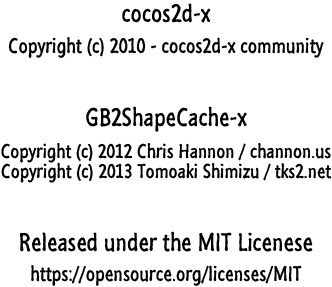 cocos2d-x
Copyright (c) 2010 - cocos2d-x community
GB2ShapeCache-x
Copyright (c) 2012 Chris Hannon / channon.us
Copyright (c) 2013 Tomoaki Shimizu / tks2.net
Released under the MIT Licenese
https://opensource.org/licenses/MIT